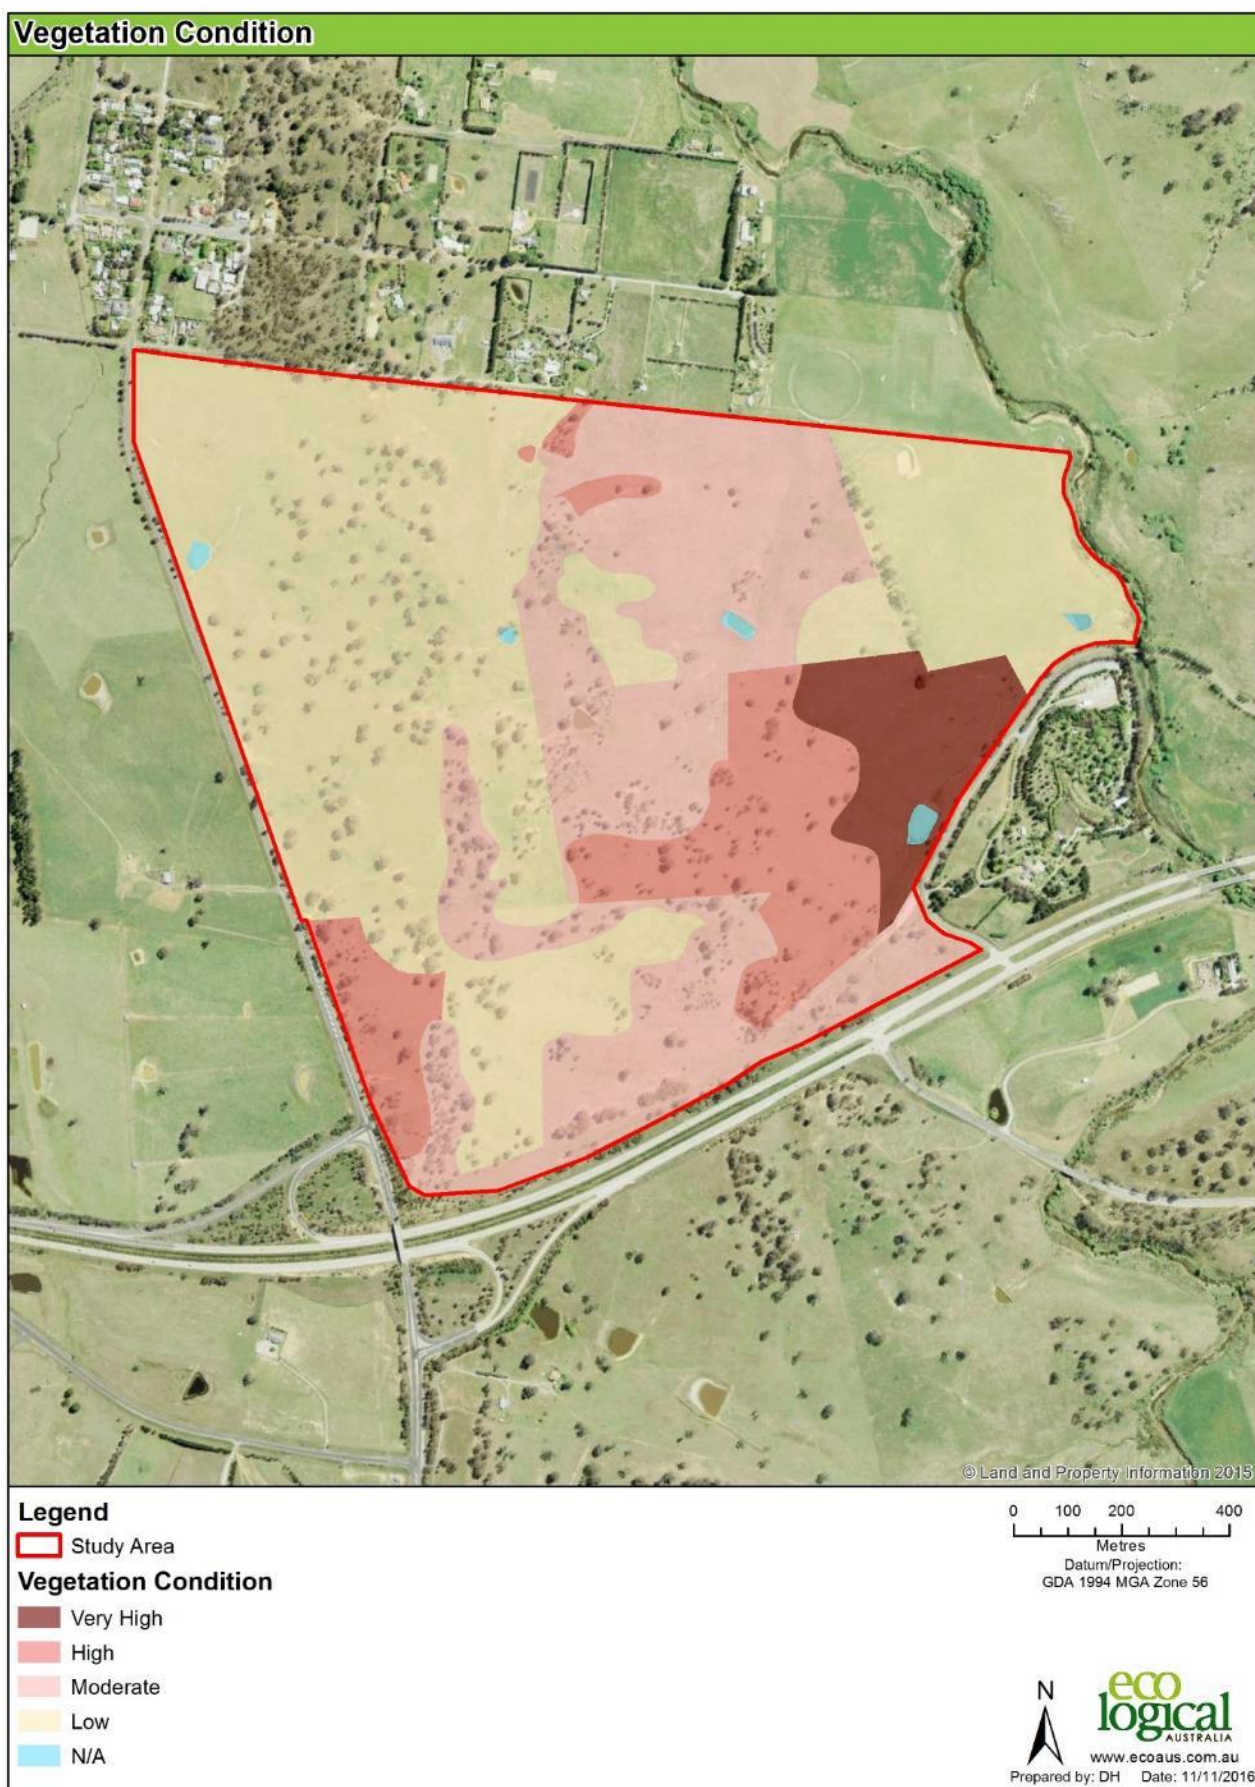 Vegetation Condition
© Land and Property Information 2015
Legend
Study Area
Vegetation Condition
Very High
High
Moderate
Low
N/A
0 100 200 400
Metres
Datum/Projection:
GDA 1994 MGA Zone 56
N
eco
logical
AUSTRALIA
www.ecoaus.com.au
Prepared by: DH Date: 11/11/2016